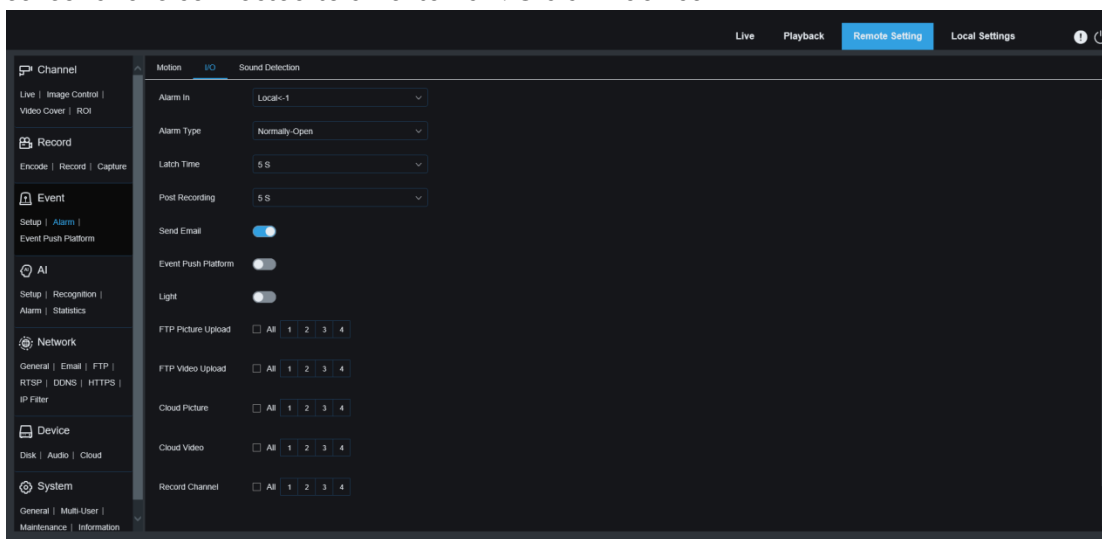 Live Playback Remote Setting Local Settings
Channel
Live | Image Control |
Video Cover | ROI
Record
Encode | Record | Capture
Event
Setup | Alarm |
Event Push Platform
AI
Setup | Recognition |
Alarm | Statistics
Network
General | Email | FTP |
RTSP | DDNS | HTTPS |
IP Filter
Device
Disk | Audio | Cloud
System
General | Multi-User |
Maintenance | Information
Motion I/O Sound Detection
Alarm In Local<-1
Alarm Type Normally-Open
Latch Time 5 S
Post Recording 5 S
Send Email
Event Push Platform
Light
FTP Picture Upload All 1 2 3 4
FTP Video Upload All 1 2 3 4
Cloud Picture All 1 2 3 4
Cloud Video All 1 2 3 4
Record Channel All 1 2 3 4